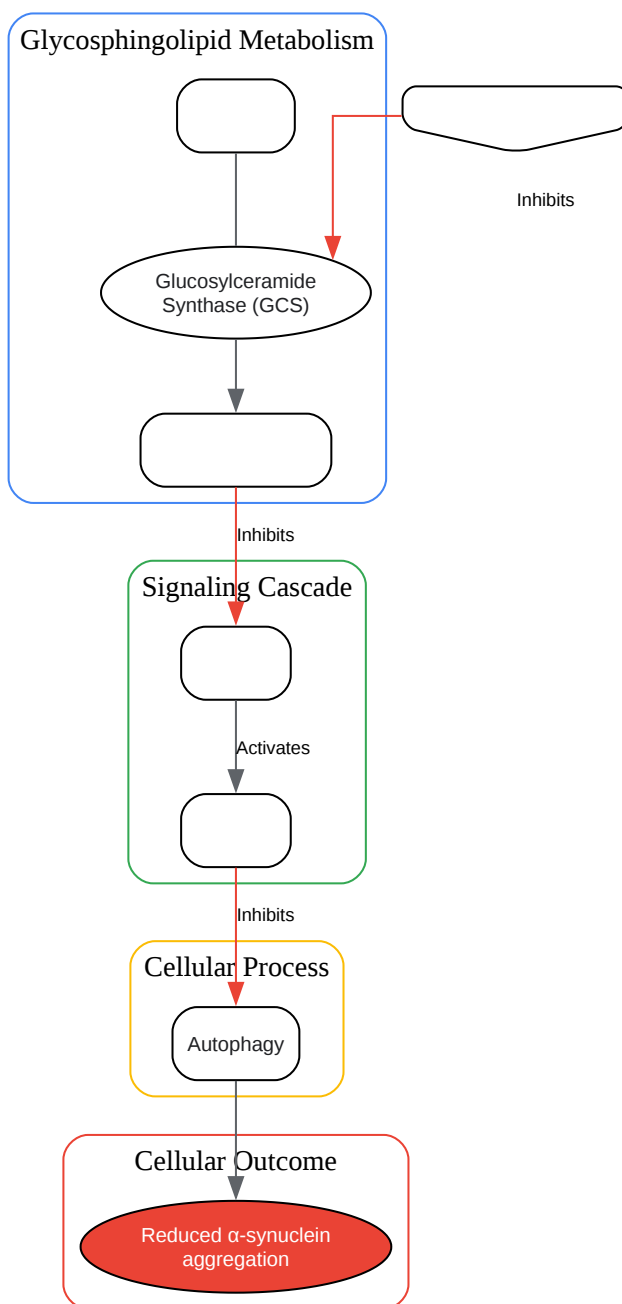 Glycosphingolipid Metabolism
Inhibits
Glucosylceramide
Synthase (GCS)
Inhibits
Signaling Cascade
Activates
Inhibits
Cellular Process
Autophagy
Cellular Outcome
Reduced α-synuclein
aggregation